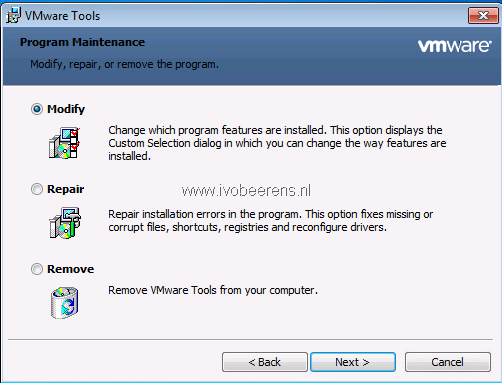 VMware Tools
Program Maintenance
vmware
Modify, repair, or remove the program.
Modify
Change which program features are installed. This option displays the
Custom Selection dialog in which you can change the way features are
installed.
Repair
www.ivobeerens.nl
Repair installation errors in the program. This option fixes missing or
corrupt files, shortcuts, registries and reconfigure drivers.
Remove
Remove VMware Tools from your computer.
< Back
Next >
Cancel